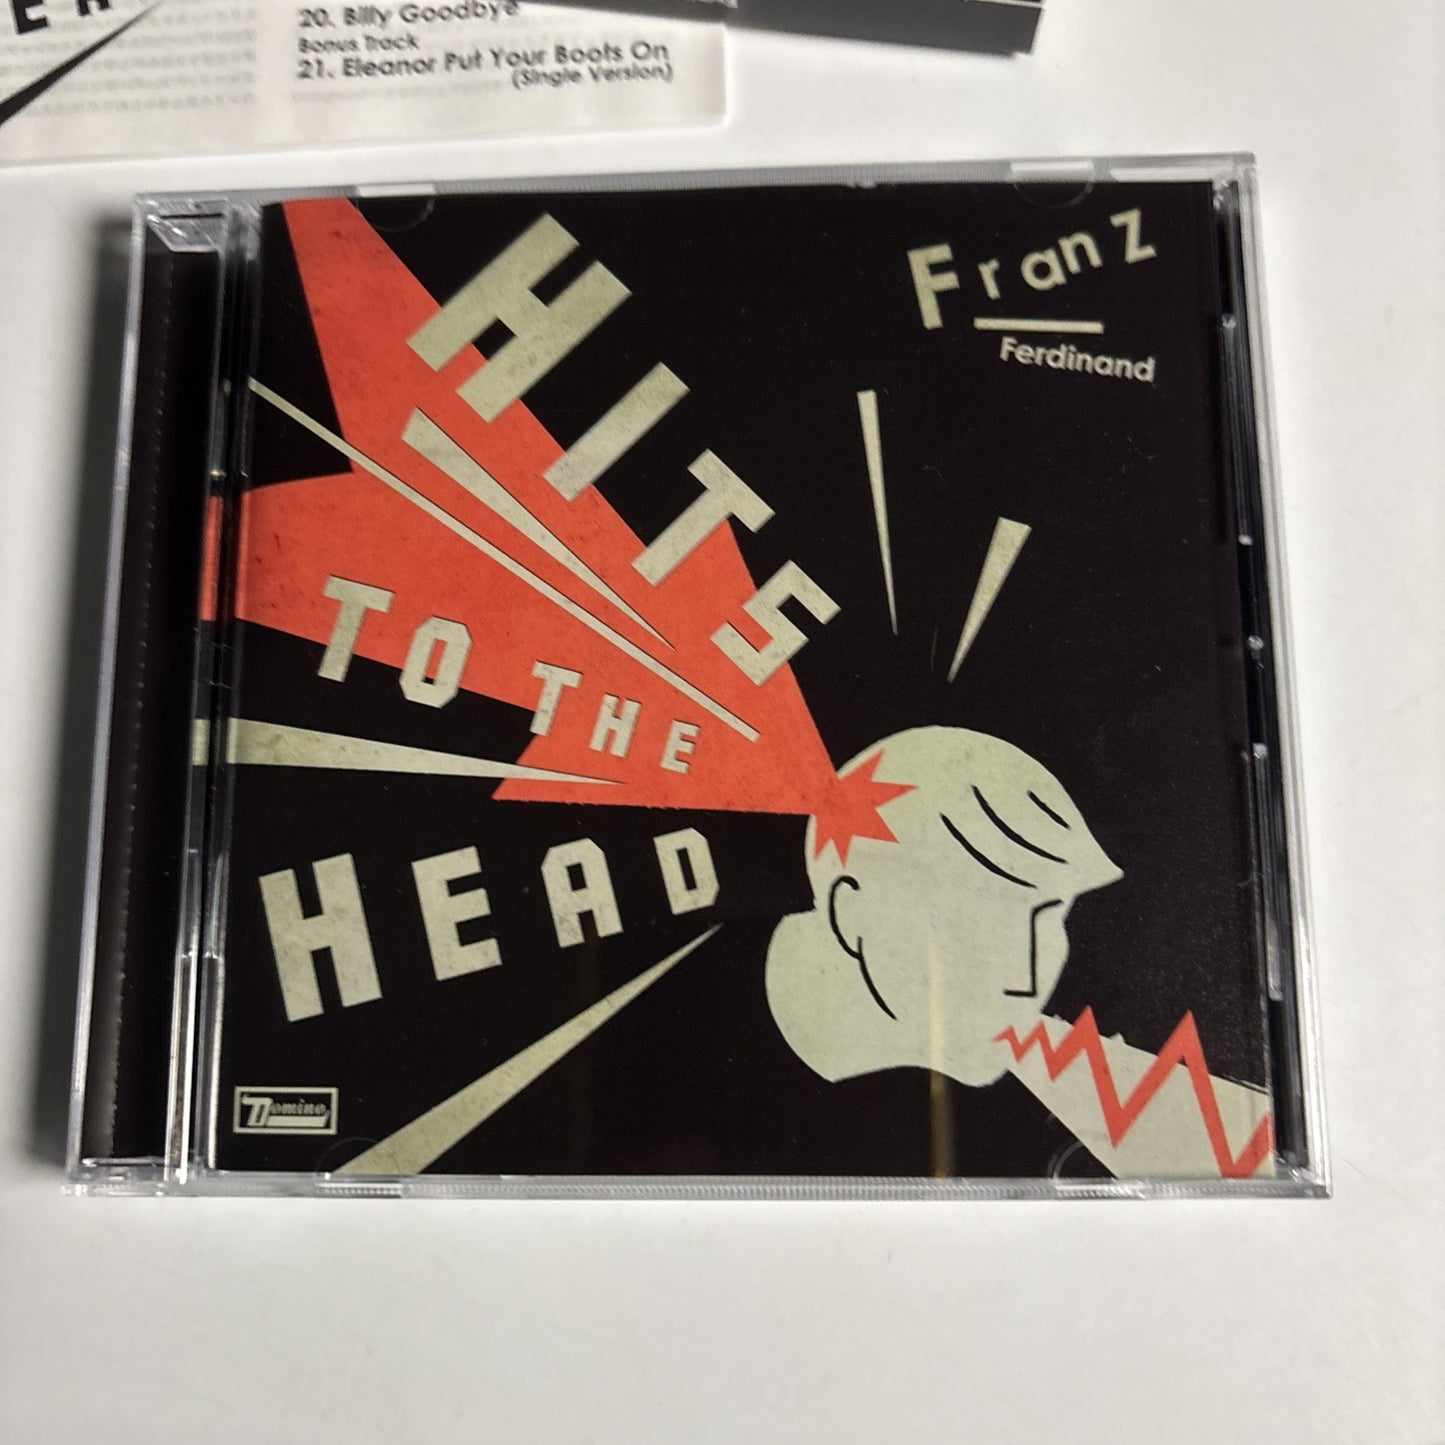 ER
20. Billy Goodbye
Bonus Track
21. Eleanor Put Your Boots On
(Single Version)
Franz
Ferdinand
HITS
TO THE
HEAD
Domino